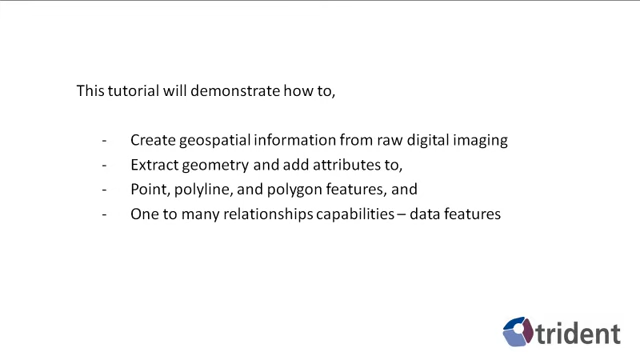 This tutorial will demonstrate how to,
- Create geospatial information from raw digital imaging
- Extract geometry and add attributes to,
- Point, polyline, and polygon features, and
- One to many relationships capabilities – data features
trident